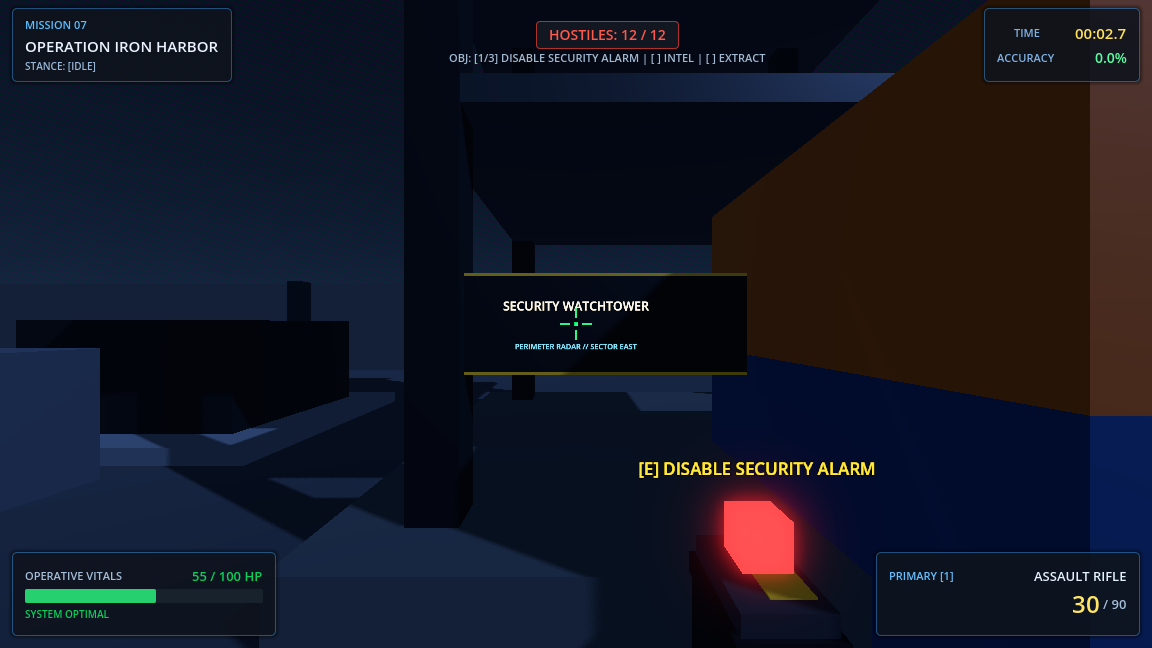 MISSION 07
OPERATION IRON HARBOR
STANCE: [IDLE]
HOSTILES: 12 / 12
OBJ: [1/3] DISABLE SECURITY ALARM | [ ] INTEL | [ ] EXTRACT
TIME 00:02.7
ACCURACY 0.0%
SECURITY WATCHTOWER
PERIMETER RADAR // SECTOR EAST
[E] DISABLE SECURITY ALARM
OPERATIVE VITALS 55 / 100 HP
SYSTEM OPTIMAL
PRIMARY [1] ASSAULT RIFLE
30 / 90